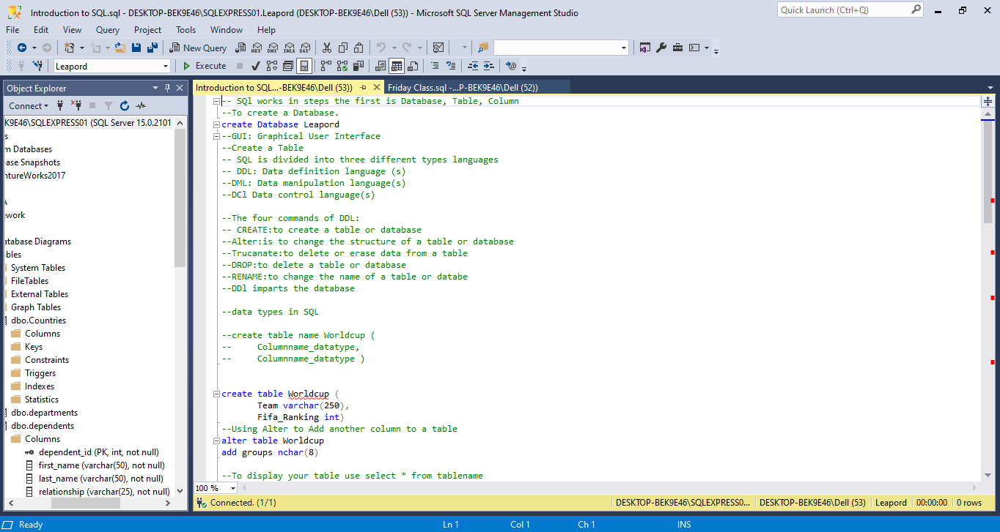 Introduction to SQL.sql - DESKTOP-BEK9E46\SQLEXPRESS01.Leapord (DESKTOP-BEK9E46\Dell (53)) - Microsoft SQL Server Management Studio
Quick Launch (Ctrl+Q)
File Edit View Query Project Tools Window Help
New Query MDX DMX XMLA DAX
Leapord Execute
Object Explorer
Connect
K9E46\SQLEXPRESS01 (SQL Server 15.0.2101
s
m Databases
ase Snapshots
ntureWorks2017
A
ework
atabase Diagrams
bles
System Tables
FileTables
External Tables
Graph Tables
dbo.Countries
Columns
Keys
Constraints
Triggers
Indexes
Statistics
dbo.departments
dbo.dependents
Columns
dependent_id (PK, int, not null)
first_name (varchar(50), not null)
last_name (varchar(50), not null)
relationship (varchar(25), not null)
Introduction to SQL...-BEK9E46\Dell (53)) Friday Class.sql -...P-BEK9E46\Dell (52))
-- SQl works in steps the first is Database, Table, Column
--To create a Database.
create Database Leapord
--GUI: Graphical User Interface
--Create a Table
-- SQL is divided into three different types languages
-- DDL: Data definition language (s)
--DML: Data manipulation language(s)
--DCl Data control language(s)
--The four commands of DDL:
-- CREATE:to create a table or database
--Alter:is to change the structure of a table or database
--Trucanate:to delete or erase data from a table
--DROP:to delete a table or database
--RENAME:to change the name of a table or databe
--DDl imparts the database
--data types in SQL
--create table name Worldcup (
-- Columnname_datatype,
-- Columnname_datatype )
create table Worldcup (
Team varchar(250),
Fifa_Ranking int)
--Using Alter to Add another column to a table
alter table Worldcup
add groups nchar(8)
--To display your table use select * from tablename
100 %
Connected. (1/1) DESKTOP-BEK9E46\SQLEXPRESS0... DESKTOP-BEK9E46\Dell (53) Leapord 00:00:00 0 rows
Ready Ln 1 Col 1 Ch 1 INS